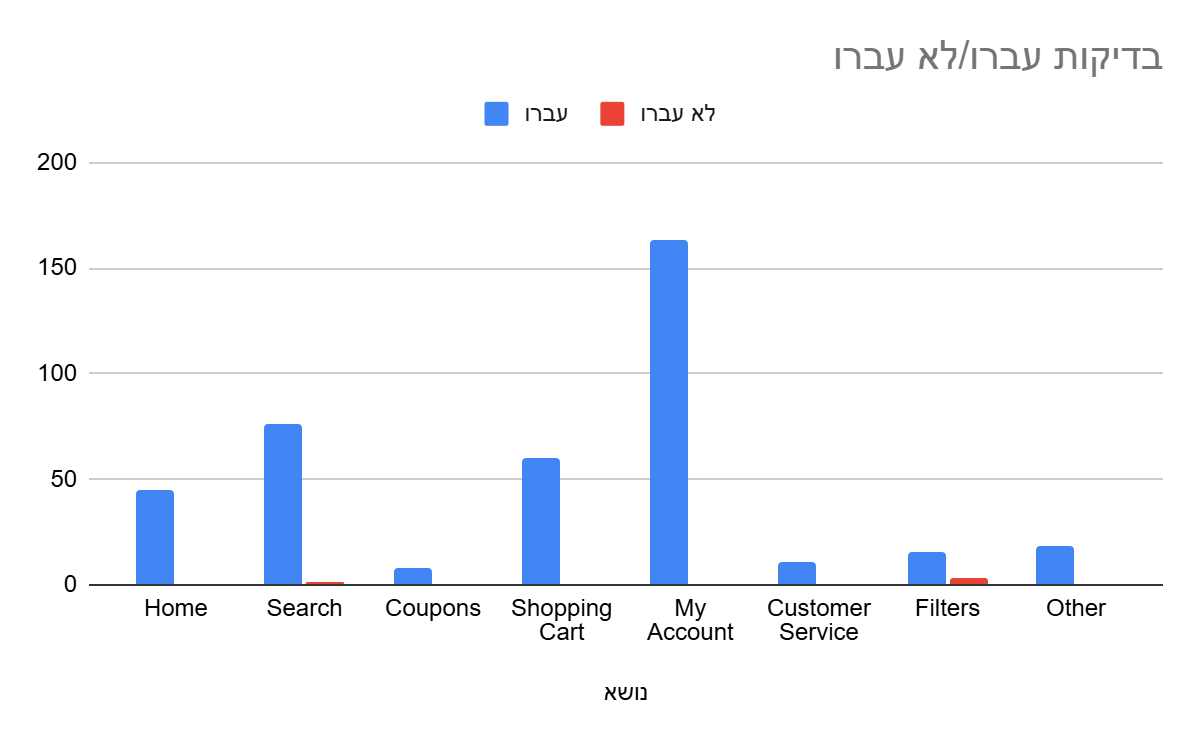 בדיקות עברו/לא עברו
עברו
לא עברו
200
150
100
50
0
Home
Search
Coupons
Shopping
Cart
My
Account
Customer
Service
Filters
Other
נושא